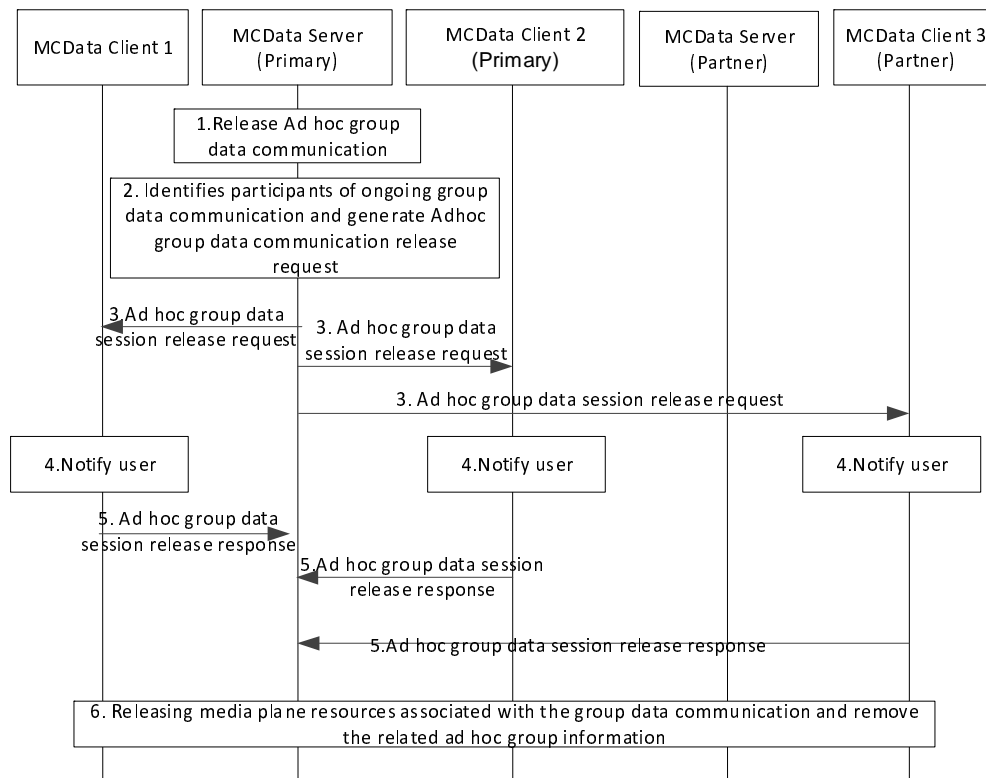 MCData Client 1
MCData Server
(Primary)
MCData Client 2
(Primary)
MCData Server
(Partner)
MCData Client 3
(Partner)
1.Release Ad hoc group
data communication
2. Identifies participants of ongoing group
data communication and generate Adhoc
group data communication release
request
3.Ad hoc group data
session release request
3. Ad hoc group data
session release request
3. Ad hoc group data session release request
4.Notify user
4.Notify user
4.Notify user
5. Ad hoc group data
session release response
5.Ad hoc group data session
release response
5.Ad hoc group data session release response
6. Releasing media plane resources associated with the group data communication and remove
the related ad hoc group information